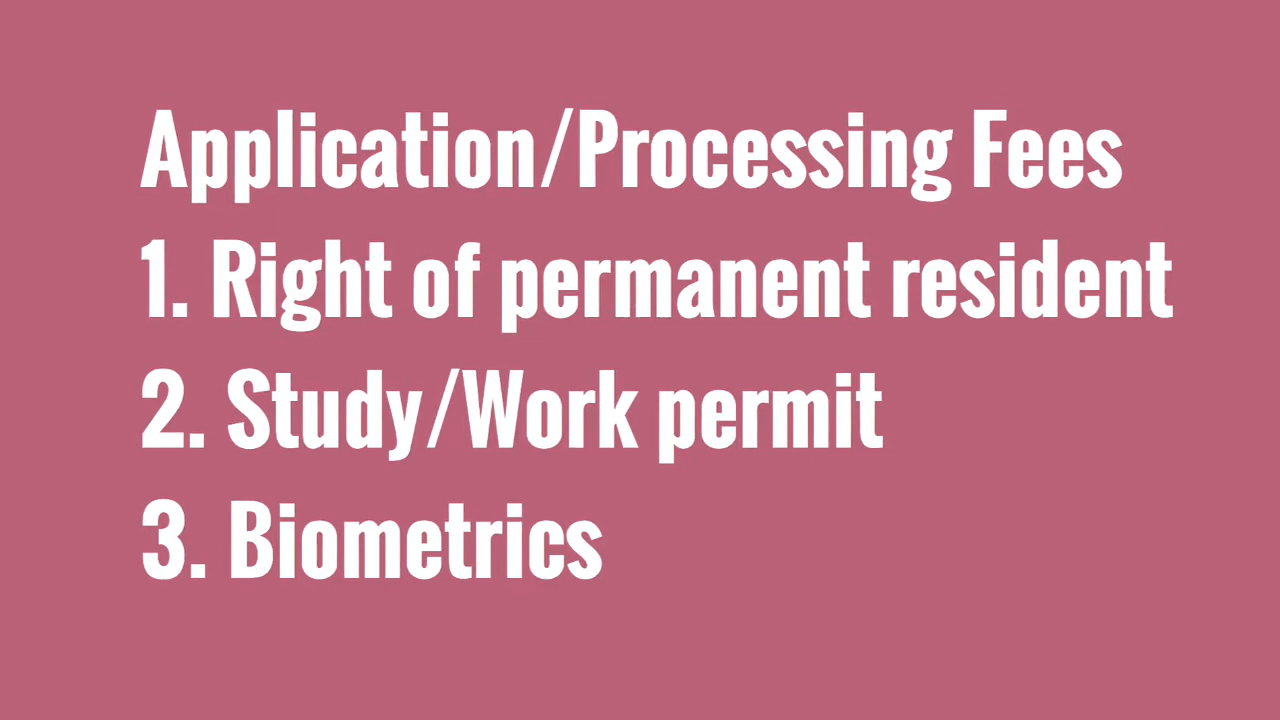 Application/Processing Fees
1. Right of permanent resident
2. Study/Work permit
3. Biometrics